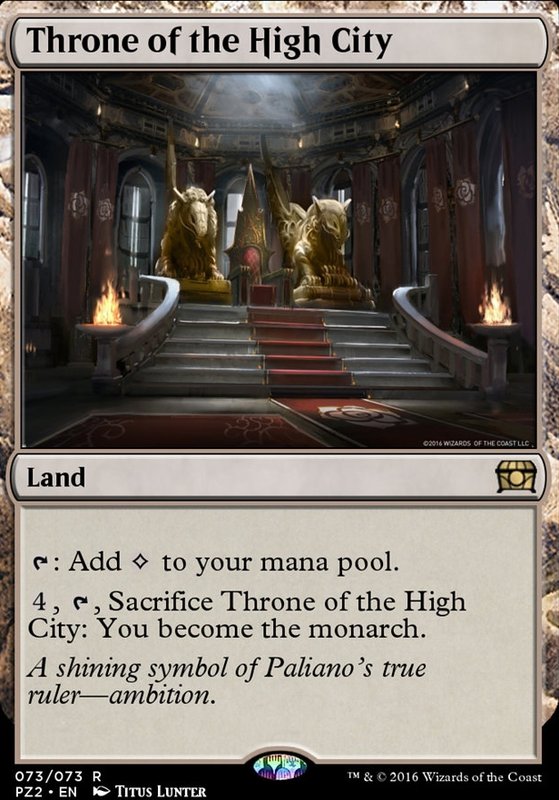 Throne of the High City
©2016 WIZARDS OF THE COAST LLC
Land
: Add to your mana pool.
4 , , Sacrifice Throne of the High
City: You become the monarch.
A shining symbol of Paliano's true
ruler—ambition.
073/073 R
PZ2 • EN TITUS LUNTER
™ & © 2016 Wizards of the Coast